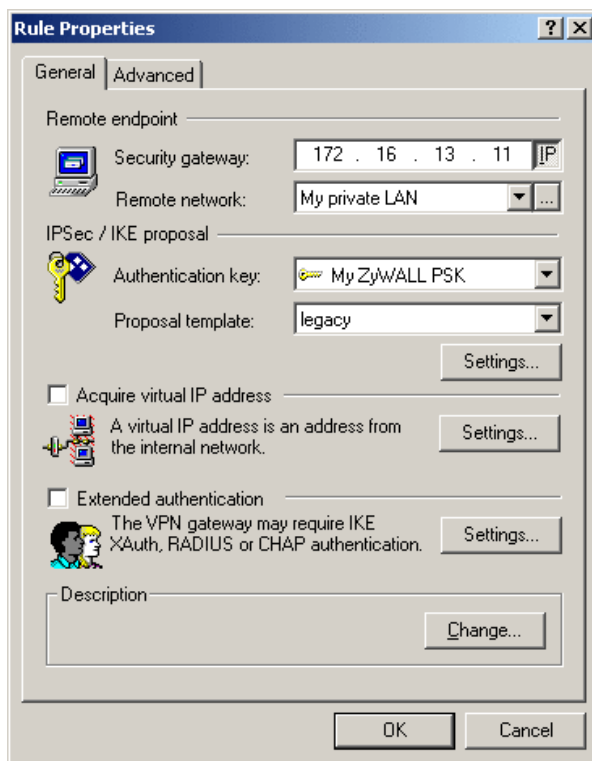 Rule Properties
General Advanced
Remote endpoint
Security gateway: 172 . 16 . 13 . 11 IP
Remote network: My private LAN ...
IPSec / IKE proposal
Authentication key: My ZyWALL PSK
Proposal template: legacy
Settings...
Acquire virtual IP address
A virtual IP address is an address from
the internal network.
Settings...
Extended authentication
The VPN gateway may require IKE
XAuth, RADIUS or CHAP authentication.
Settings...
Description
Change...
OK Cancel